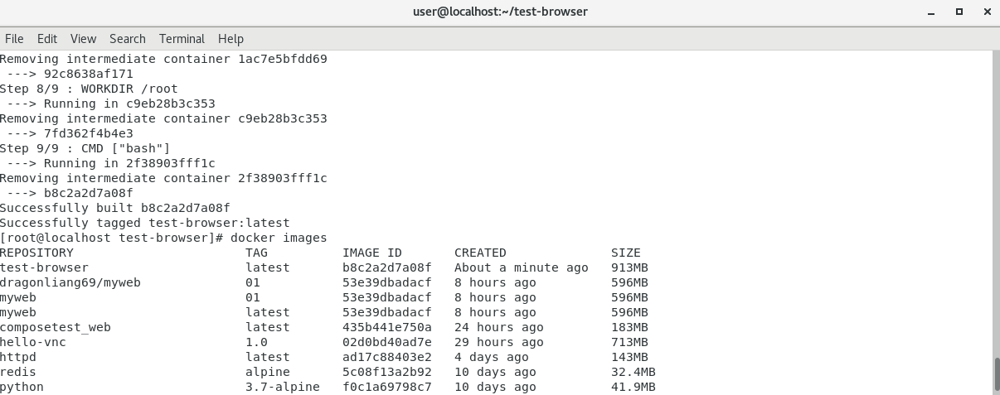 user@localhost:~/test-browser
File Edit View Search Terminal Help
Removing intermediate container 1ac7e5bfdd69
 ---> 92c8638af171
Step 8/9 : WORKDIR /root
 ---> Running in c9eb28b3c353
Removing intermediate container c9eb28b3c353
 ---> 7fd362f4b4e3
Step 9/9 : CMD ["bash"]
 ---> Running in 2f38903fff1c
Removing intermediate container 2f38903fff1c
 ---> b8c2a2d7a08f
Successfully built b8c2a2d7a08f
Successfully tagged test-browser:latest
[root@localhost test-browser]# docker images
REPOSITORY                       TAG          IMAGE ID       CREATED              SIZE
test-browser                     latest       b8c2a2d7a08f   About a minute ago   913MB
dragonliang69/myweb              01           53e39dbadacf   8 hours ago          596MB
myweb                            01           53e39dbadacf   8 hours ago          596MB
myweb                            latest       53e39dbadacf   8 hours ago          596MB
composetest_web                  latest       435b441e750a   24 hours ago         183MB
hello-vnc                        1.0          02d0bd40ad7e   29 hours ago         713MB
httpd                            latest       ad17c88403e2   4 days ago           143MB
redis                            alpine       5c08f13a2b92   10 days ago          32.4MB
python                           3.7-alpine   f0c1a69798c7   10 days ago          41.9MB